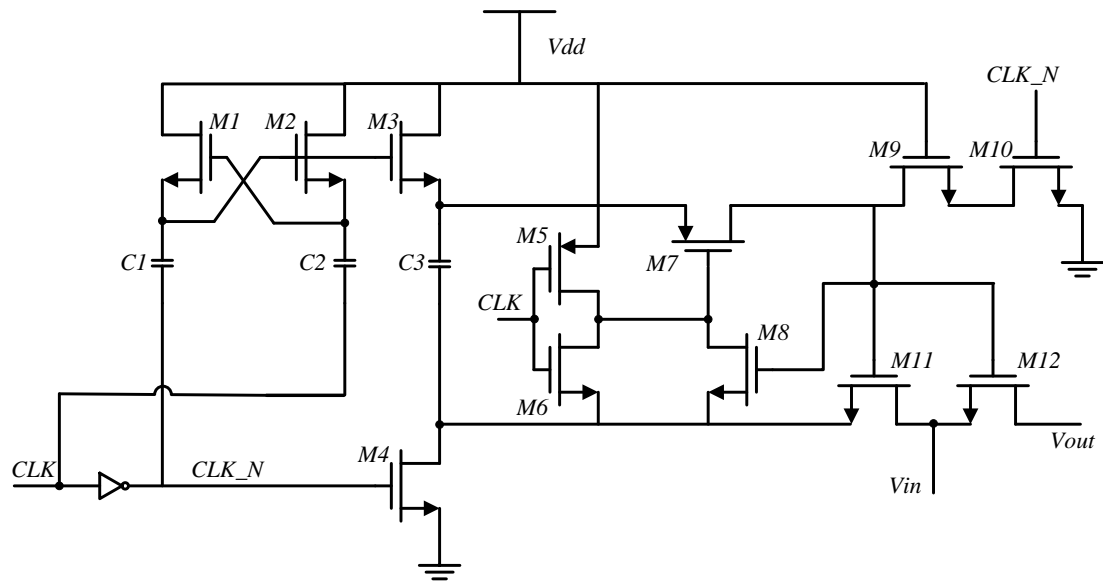 Vdd
CLK_N
M1
M2
M3
M9
M10
M5
M7
C1
C2
C3
CLK
M8
M11
M12
M6
Vout
M4
CLK
CLK_N
Vin